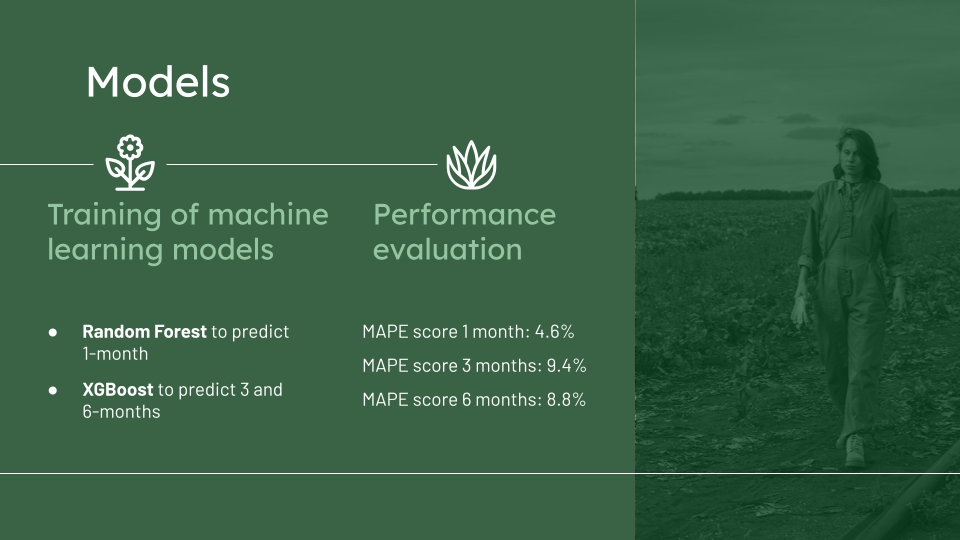 Models
Training of machine
learning models
● Random Forest to predict
1-month
● XGBoost to predict 3 and
6-months
Performance
evaluation
MAPE score 1 month: 4.6%
MAPE score 3 months: 9.4%
MAPE score 6 months: 8.8%